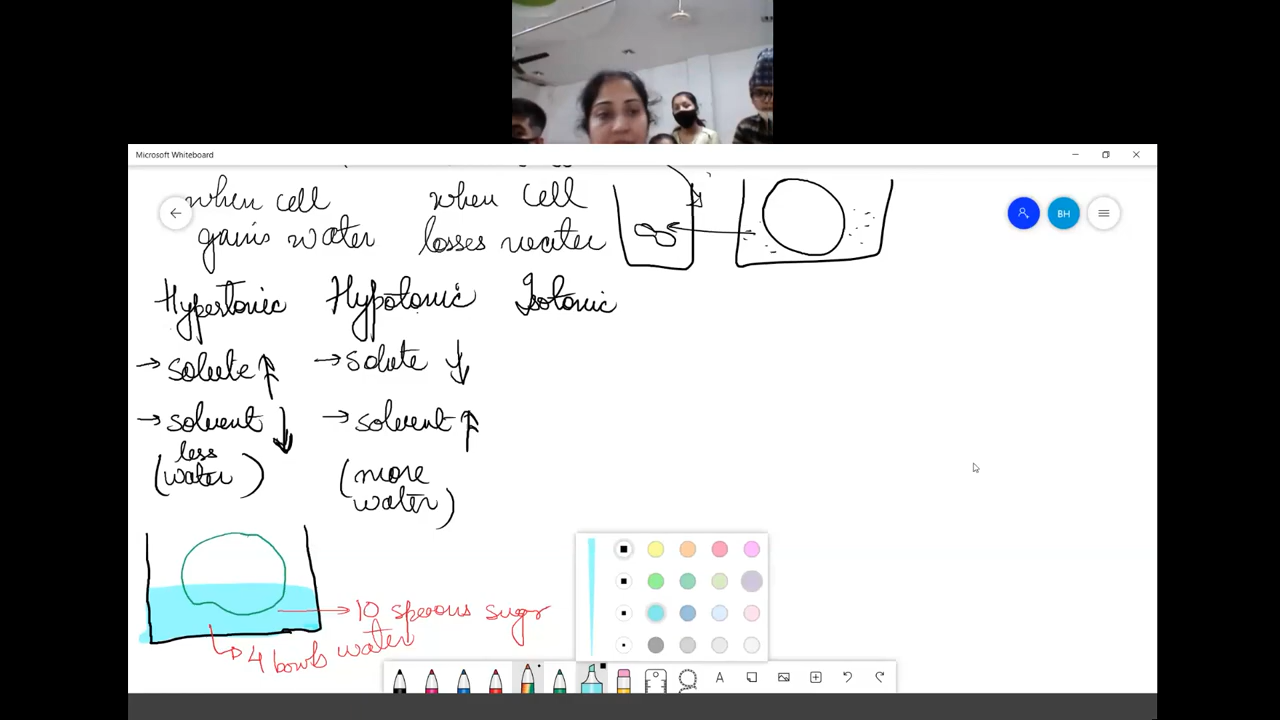 Microsoft Whiteboard
when cell
gains water
when cell
losses water
BH
Hypertonic
Hypotonic
Isotonic
→ solute ↑
→ solute ↓
→ solvent ↓
→ solvent ↑
(less
water)
(more
water)
10 spoons sugr
4 bowls water
A